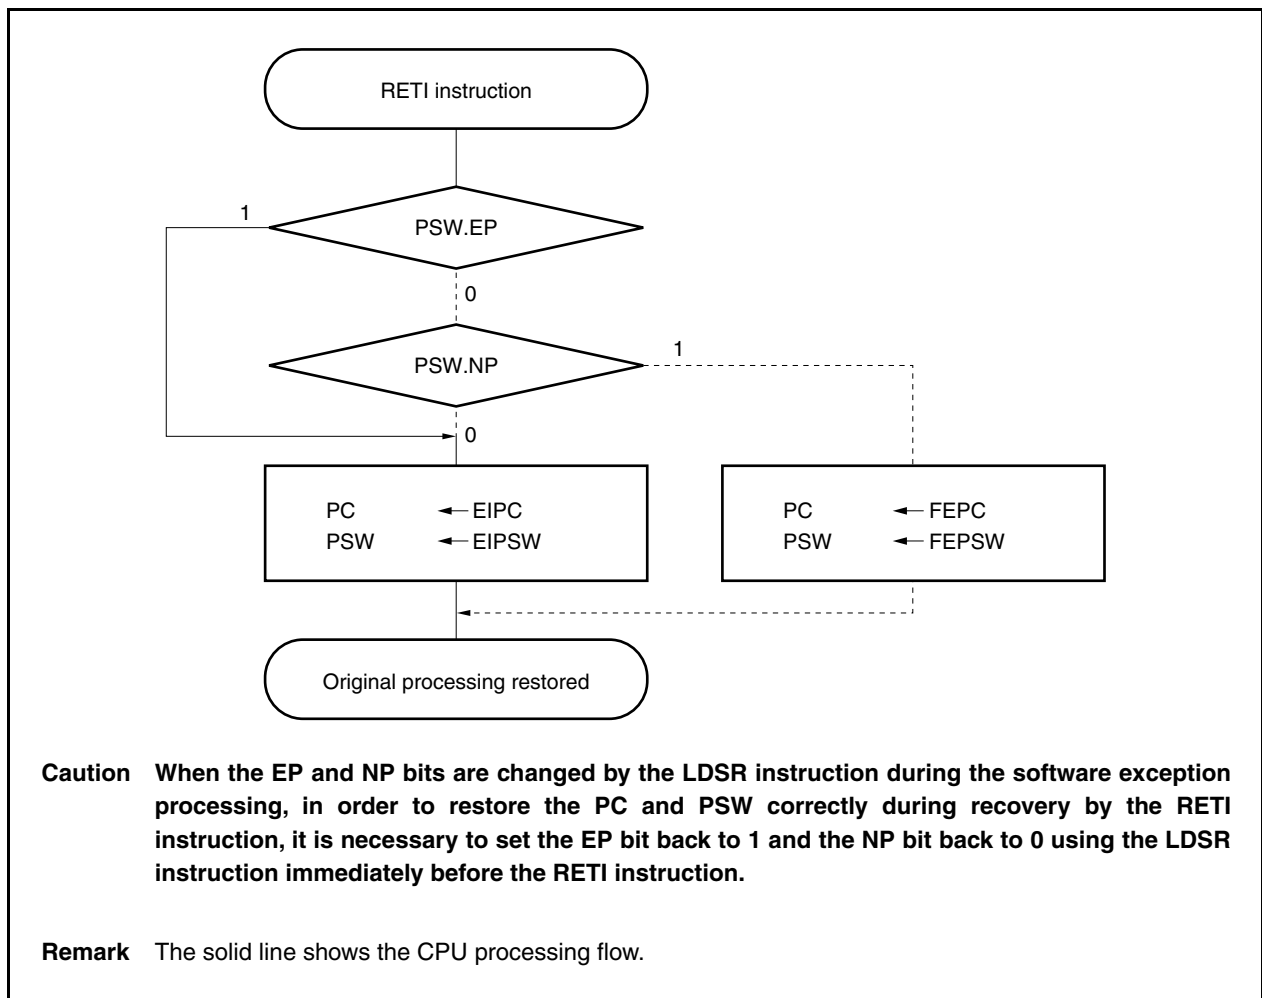 RETI instruction
1
PSW.EP
0
1
PSW.NP
0
PC ← EIPC
PSW ← EIPSW
PC ← FEPC
PSW ← FEPSW
Original processing restored
Caution When the EP and NP bits are changed by the LDSR instruction during the software exception
processing, in order to restore the PC and PSW correctly during recovery by the RETI
instruction, it is necessary to set the EP bit back to 1 and the NP bit back to 0 using the LDSR
instruction immediately before the RETI instruction.
Remark The solid line shows the CPU processing flow.